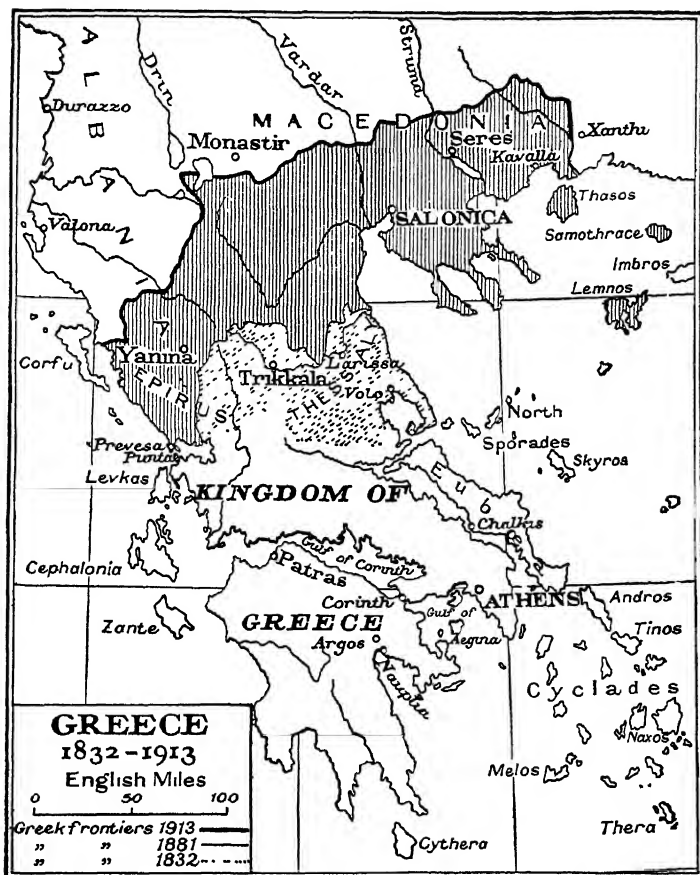 ALBANIA
Durazzo
Drin
Vardar
Struma
MACEDONIA
Monastir
Seres
Xanthi
Kavalla
Valona
SALONICA
Thasos
Samothrace
Imbros
Lemnos
Corfu
Yanina
EPIRUS
Trikkala
Larissa
THESSALY
Volo
North
Sporades
Prevesa
Punta
Skyros
Levkas
KINGDOM OF
Eub
Chalkis
Cephalonia
Gulf of Corinth
Patras
Corinth
ATHENS
Andros
Zante
GREECE
Gulf of
Aegina
Tinos
Argos
Nauplia
Cyclades
Naxos
Melos
Thera
Cythera
GREECE
1832-1913
English Miles
0 50 100
Greek frontiers 1913
" " 1881
" " 1832